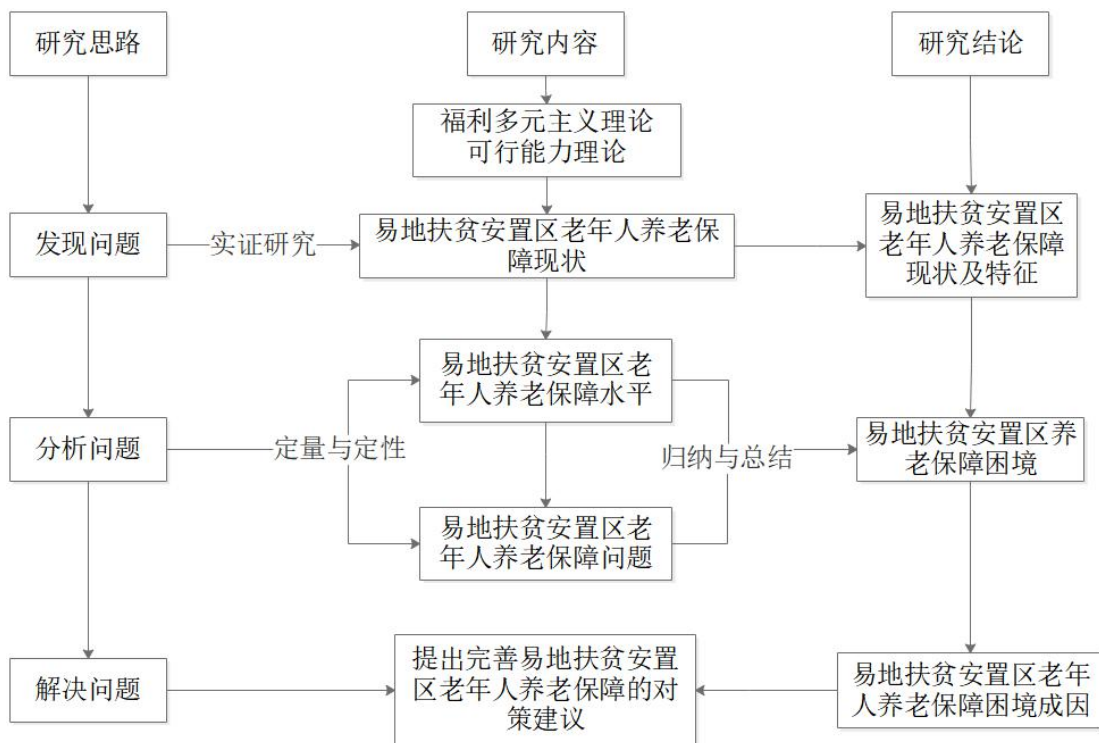 研究思路
研究内容
研究结论
福利多元主义理论
可行能力理论
发现问题
实证研究
易地扶贫安置区老年人养老保
障现状
易地扶贫安置区
老年人养老保障
现状及特征
易地扶贫安置区老
年人养老保障水平
分析问题
定量与定性
归纳与总结
易地扶贫安置区养
老保障困境
易地扶贫安置区老
年人养老保障问题
解决问题
提出完善易地扶贫安置
区老年人养老保障的对
策建议
易地扶贫安置区老年
人养老保障困境成因